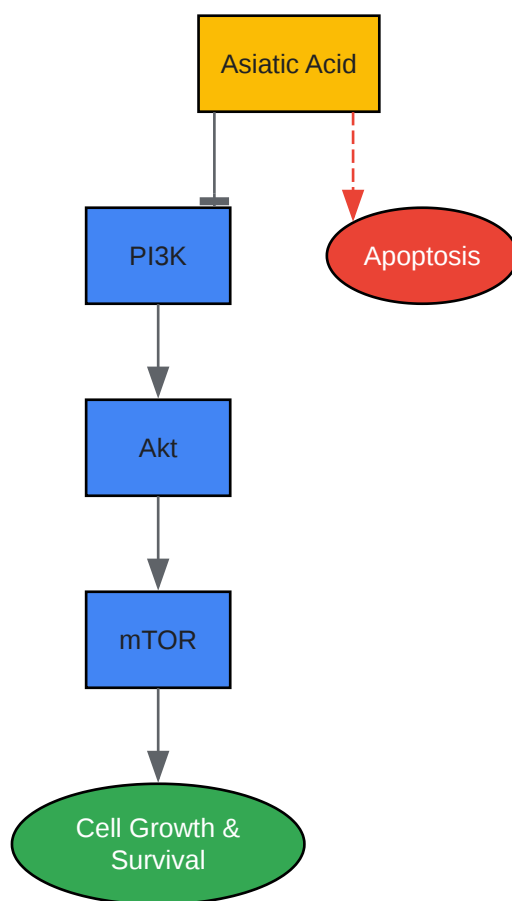 Asiatic Acid
PI3K
Apoptosis
Akt
mTOR
Cell Growth &
Survival